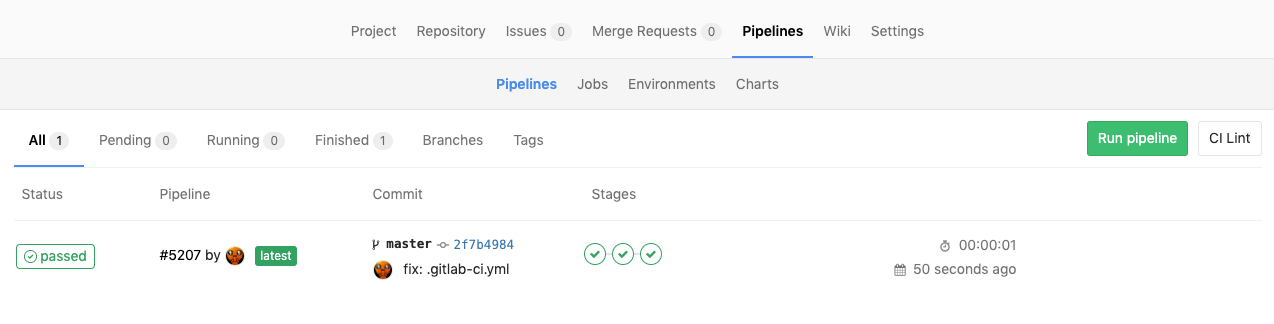 Project Repository Issues 0 Merge Requests 0 Pipelines Wiki Settings
Pipelines Jobs Environments Charts
All 1 Pending 0 Running 0 Finished 1 Branches Tags Run pipeline CI Lint
Status Pipeline Commit Stages
passed #5207 by latest master 2f7b4984 00:00:01
fix: .gitlab-ci.yml 50 seconds ago